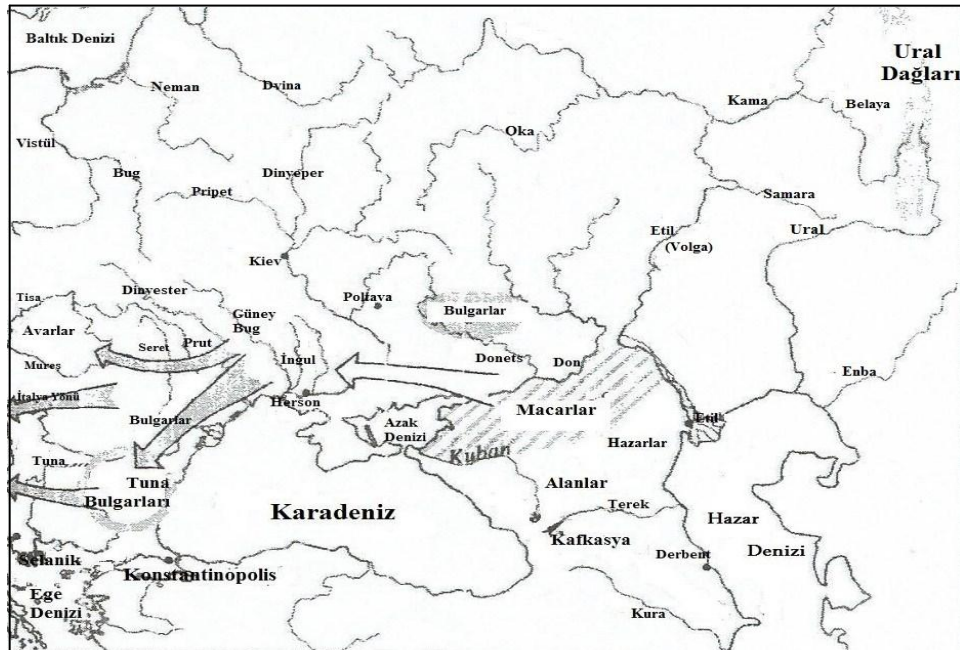 Baltık Denizi
Ural
Dağları
Neman
Dvina
Kama
Belaya
Vistül
Oka
Bug
Dinyeper
Pripet
Samara
Etil
(Volga)
Ural
Kiev
Dinyester
Tisa
Poltava
Güney
Bug
Bulgarlar
Avarlar
Seret
Prut
İngul
Donets
Don
Mureş
Enba
İtalya Yönü
Herson
Macarlar
Bulgarlar
Azak
Denizi
Etil
Hazarlar
Kuban
Tuna
Tuna
Bulgarları
Alanlar
Terek
Karadeniz
Hazar
Denizi
Kafkasya
Derbent
Selanik
Konstantinopolis
Ege
Denizi
Kura